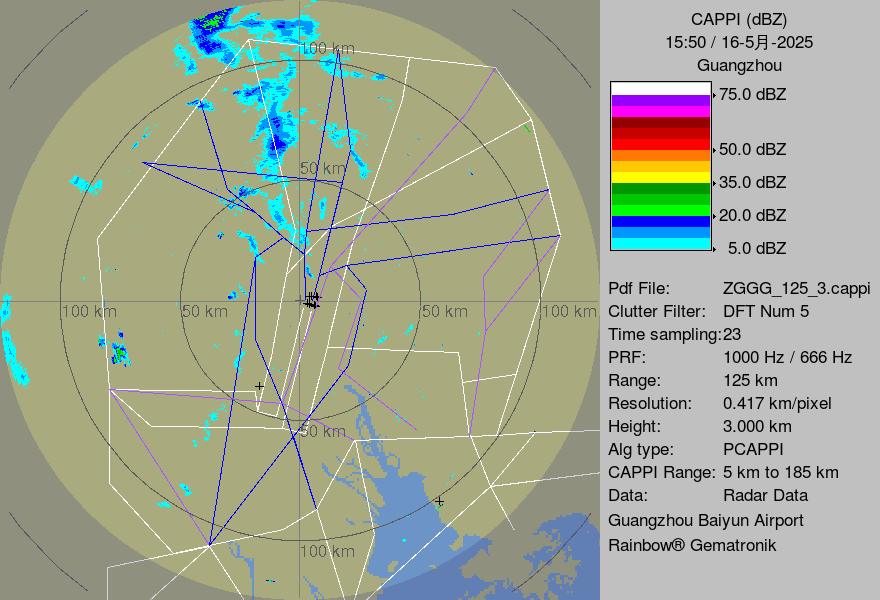 CAPPI (dBZ)
15:50 / 16-5月-2025
Guangzhou
75.0 dBZ
50.0 dBZ
35.0 dBZ
20.0 dBZ
5.0 dBZ
Pdf File: ZGGG_125_3.cappi
Clutter Filter: DFT Num 5
Time sampling:23
PRF: 1000 Hz / 666 Hz
Range: 125 km
Resolution: 0.417 km/pixel
Height: 3.000 km
Alg type: PCAPPI
CAPPI Range: 5 km to 185 km
Data: Radar Data
Guangzhou Baiyun Airport
Rainbow® Gematronik
100 km
50 km
100 km
50 km
50 km
100 km
50 km
100 km